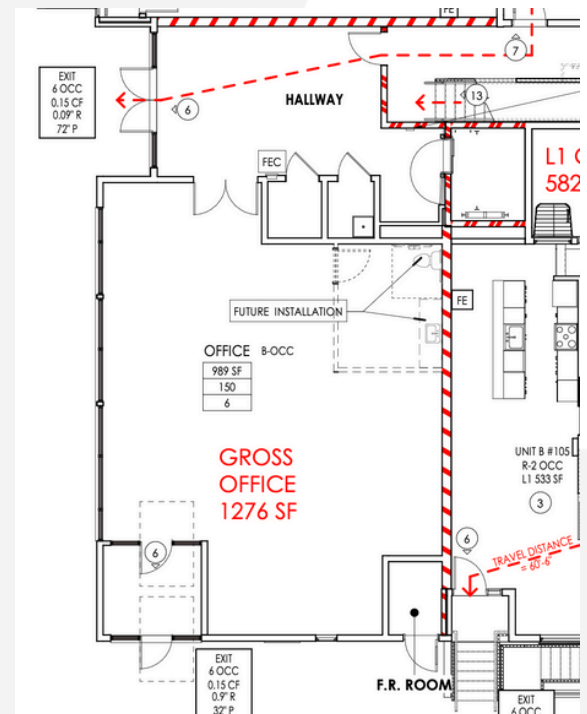 FE
7
EXIT
6 OCC
0.15 CF
0.09" R
72" P
6
HALLWAY
13
FEC
L1
582
FE
FUTURE INSTALLATION
OFFICE B-OCC
989 SF
150
6
GROSS
OFFICE
1276 SF
UNIT B #105
R-2 OCC
L1 533 SF
3
6
6
TRAVEL DISTANCE
= 60'-6"
EXIT
6 OCC
0.15 CF
0.9" R
32" P
F.R. ROOM
EXIT
6 OCC